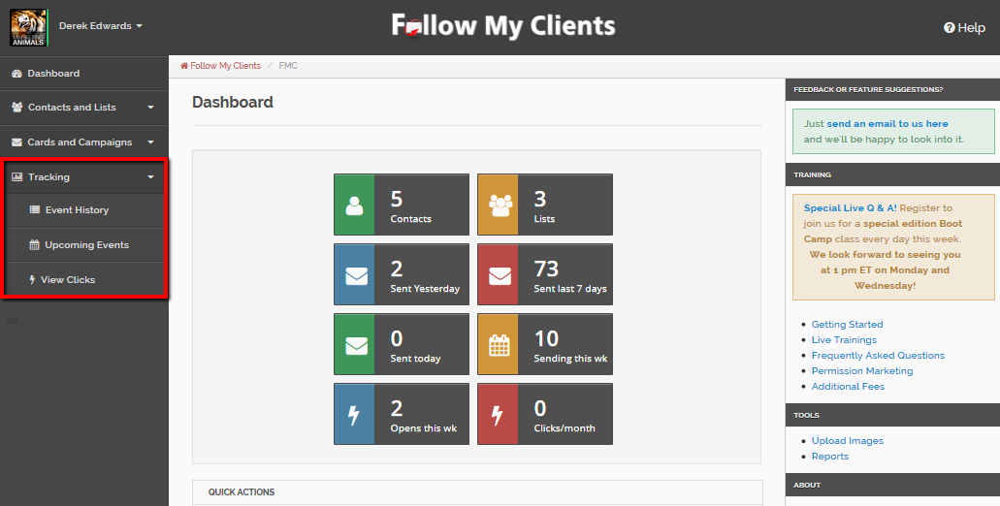 MARKETING
ANIMALS
Derek Edwards
Follow My Clients
Help
Dashboard
Contacts and Lists
Cards and Campaigns
Tracking
Event History
Upcoming Events
View Clicks
123
Follow My Clients / FMC
Dashboard
5
Contacts
3
Lists
2
Sent Yesterday
73
Sent last 7 days
0
Sent today
10
Sending this wk
2
Opens this wk
0
Clicks/month
QUICK ACTIONS
FEEDBACK OR FEATURE SUGGESTIONS?
Just send an email to us here
and we'll be happy to look into it.
TRAINING
Special Live Q & A! Register to
join us for a special edition Boot
Camp class every day this week.
We look forward to seeing you
at 1 pm ET on Monday and
Wednesday!
Getting Started
Live Trainings
Frequently Asked Questions
Permission Marketing
Additional Fees
TOOLS
Upload Images
Reports
ABOUT